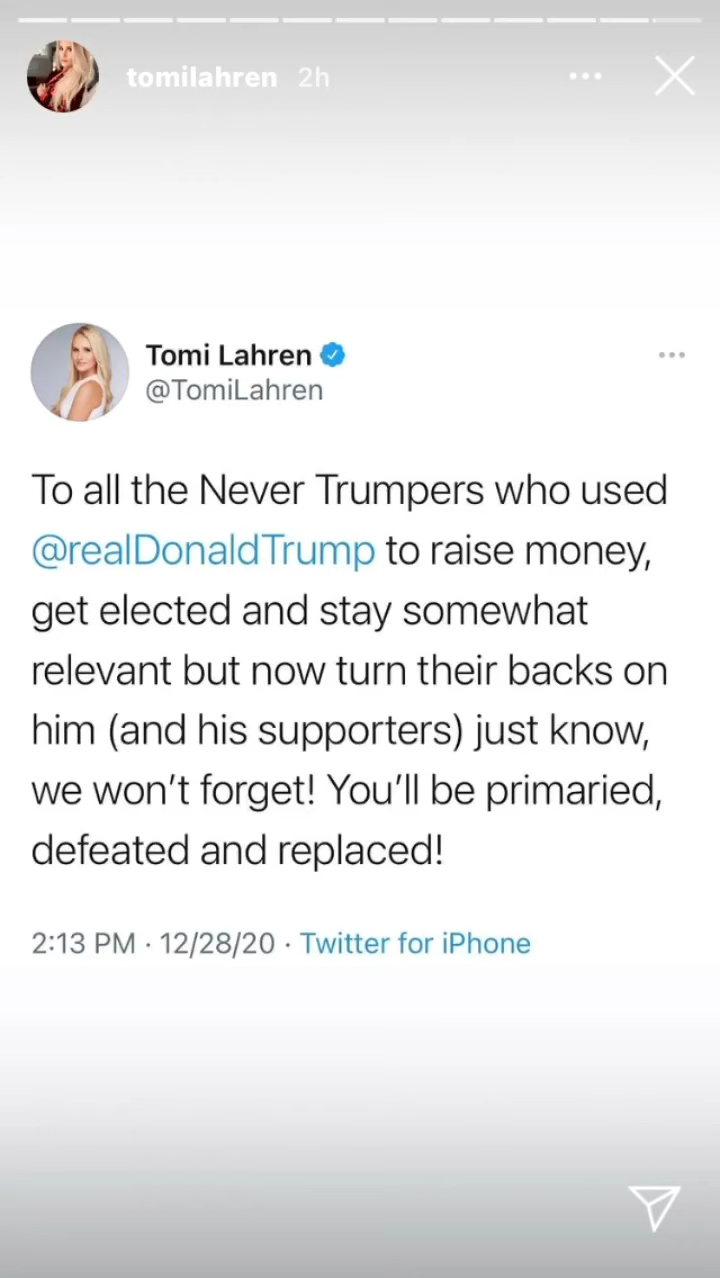 tomilahren 2h
Tomi Lahren
@TomiLahren
To all the Never Trumpers who used
@realDonaldTrump to raise money,
get elected and stay somewhat
relevant but now turn their backs on
him (and his supporters) just know,
we won't forget! You'll be primaried,
defeated and replaced!
2:13 PM · 12/28/20 · Twitter for iPhone